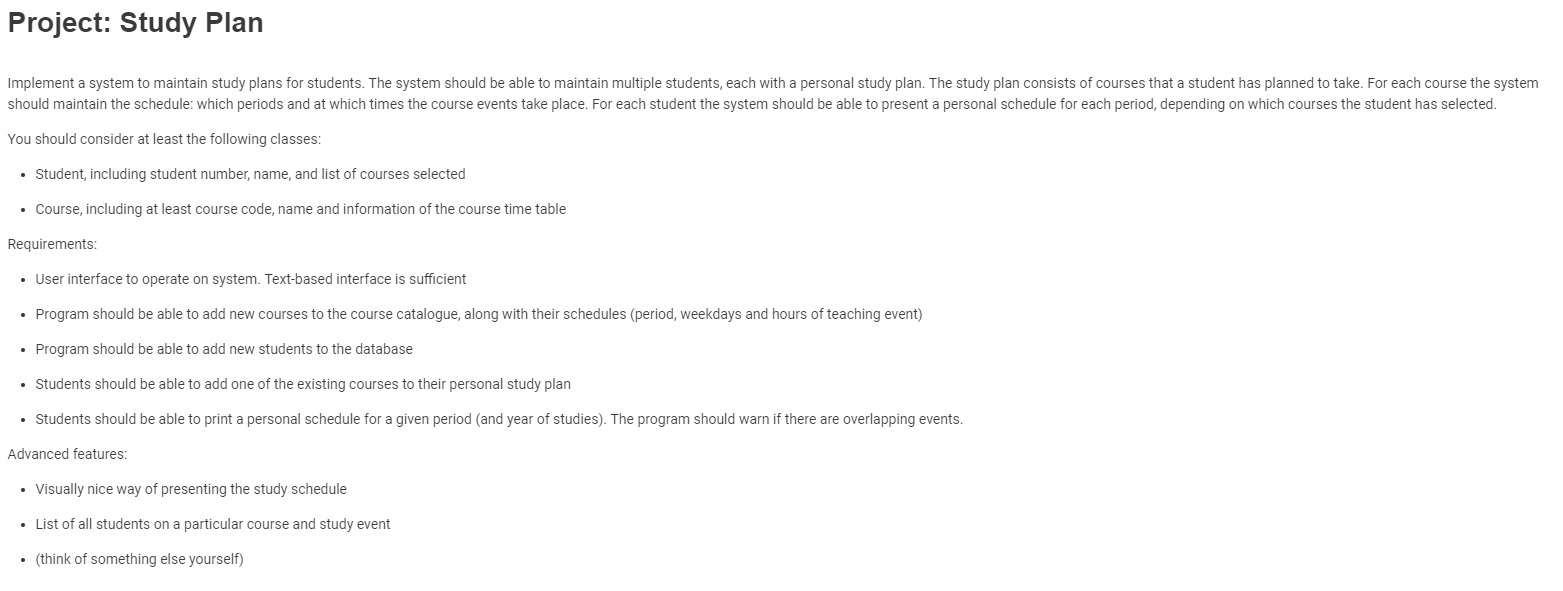 Project: Study Plan
Implement a system to maintain study plans for students. The system should be able to maintain multiple students, each with a personal study plan. The study plan consists of courses that a student has planned to take. For each course the system
should maintain the schedule: which periods and at which times the course events take place. For each student the system should be able to present a personal schedule for each period, depending on which courses the student has selected.
You should consider at least the following classes:
• Student, including student number, name, and list of courses selected
• Course, including at least course code, name and information of the course time table
Requirements:
• User interface to operate on system. Text-based interface is sufficient
• Program should be able to add new courses to the course catalogue, along with their schedules (period, weekdays and hours of teaching event)
• Program should be able to add new students to the database
• Students should be able to add one of the existing courses to their personal study plan
• Students should be able to print a personal schedule for a given period (and year of studies). The program should warn if there are overlapping events.
Advanced features:
• Visually nice way of presenting the study schedule
• List of all students on a particular course and study event
• (think of something else yourself)